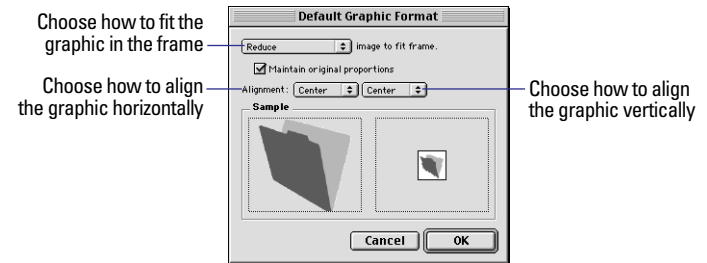 Default Graphic Format
Choose how to fit the
graphic in the frame
Reduce image to fit frame.
Maintain original proportions
Choose how to align
the graphic horizontally
Alignment: Center Center
Choose how to align
the graphic vertically
Sample
Cancel OK